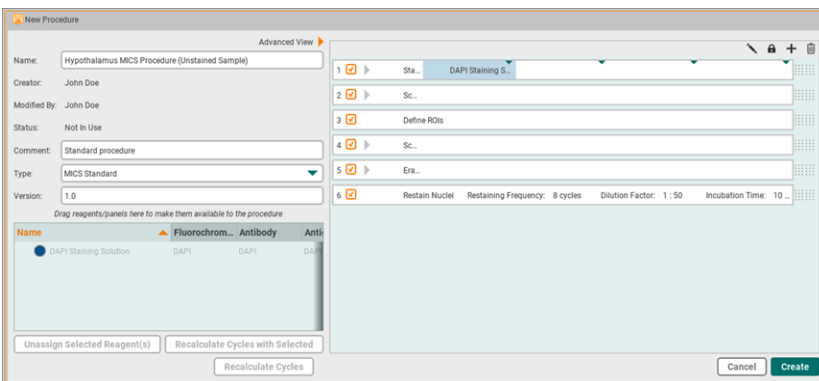 New Procedure
Advanced View
Name: Hypothalamus MICS Procedure (Unstained Sample)
Creator: John Doe
Modified By: John Doe
Status: Not In Use
Comment: Standard procedure
Type: MICS Standard
Version: 1.0
Drag reagents/panels here to make them available to the procedure
Name Fluorochrom... Antibody Anti
DAPI Staining Solution DAPI DAPI DAP
Unassign Selected Reagent(s) Recalculate Cycles with Selected
Recalculate Cycles
1 Sta... DAPI Staining S...
2 Sc...
3 Define ROIs
4 Sc...
5 Era...
6 Restain Nuclei Restaining Frequency: 8 cycles Dilution Factor: 1 : 50 Incubation Time: 10 ...
Cancel Create